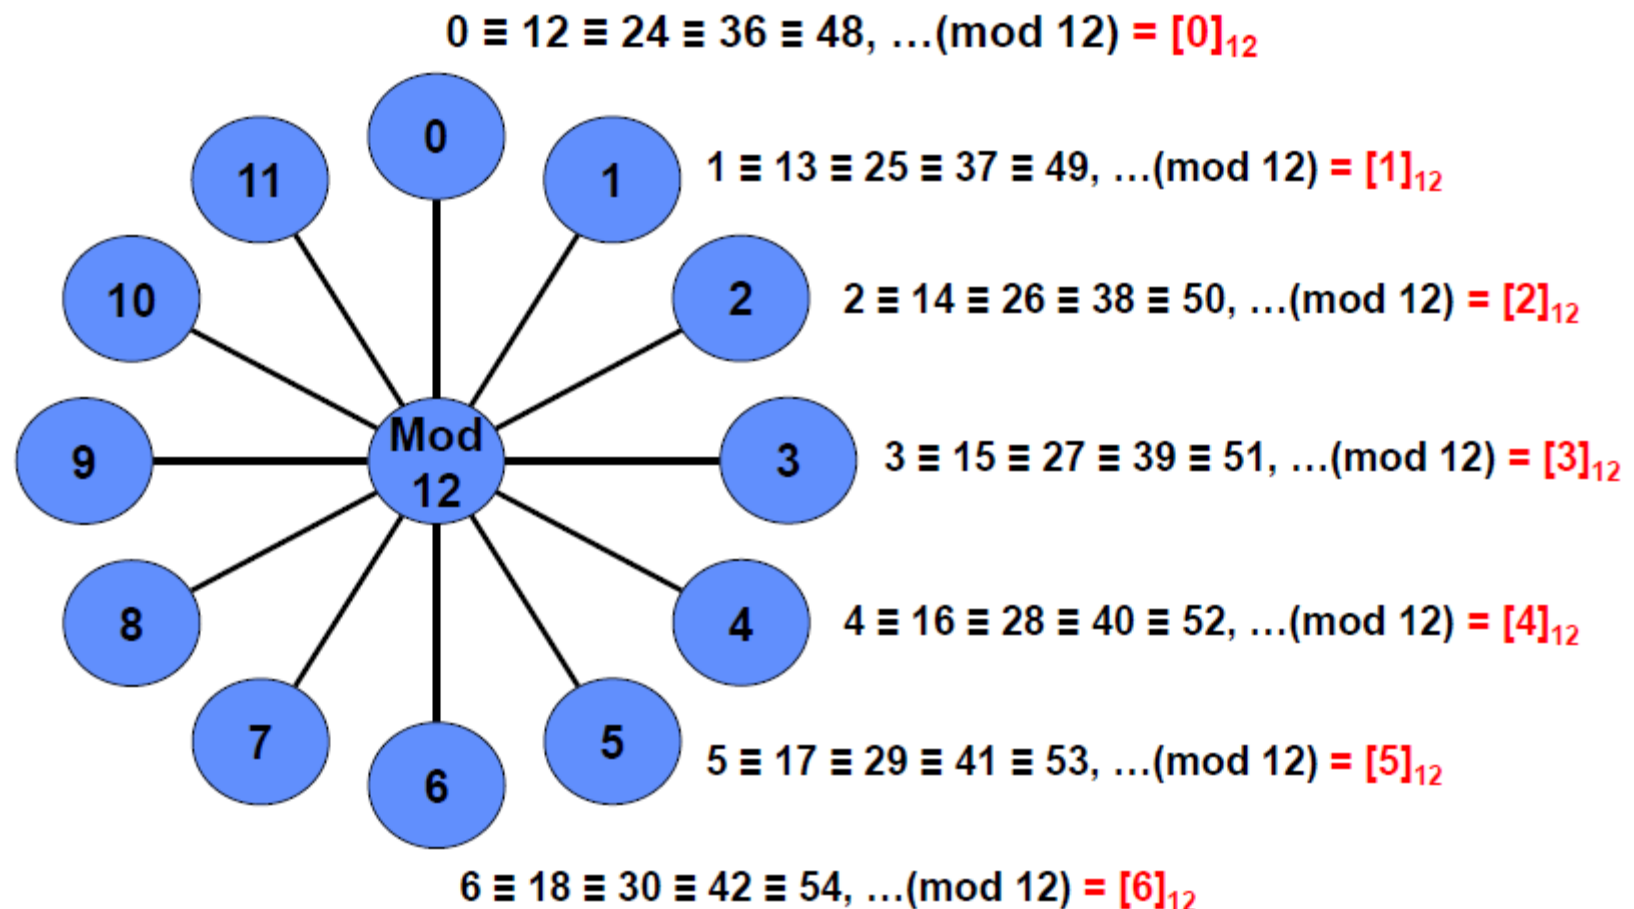 0 ≡ 12 ≡ 24 ≡ 36 ≡ 48, …(mod 12) = [0]₁₂
0
11
1
1 ≡ 13 ≡ 25 ≡ 37 ≡ 49, …(mod 12) = [1]₁₂
10
2
2 ≡ 14 ≡ 26 ≡ 38 ≡ 50, …(mod 12) = [2]₁₂
Mod
12
9
3
3 ≡ 15 ≡ 27 ≡ 39 ≡ 51, …(mod 12) = [3]₁₂
8
4
4 ≡ 16 ≡ 28 ≡ 40 ≡ 52, …(mod 12) = [4]₁₂
7
5
5 ≡ 17 ≡ 29 ≡ 41 ≡ 53, …(mod 12) = [5]₁₂
6
6 ≡ 18 ≡ 30 ≡ 42 ≡ 54, …(mod 12) = [6]₁₂